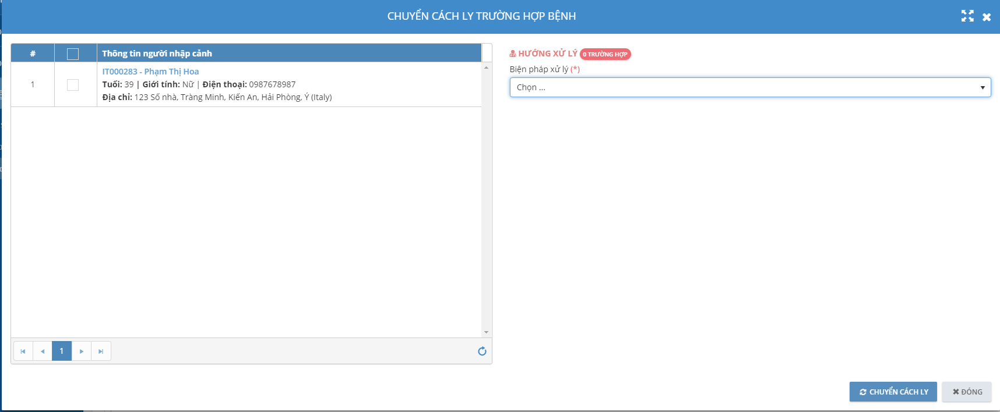 CHUYỂN CÁCH LY TRƯỜNG HỢP BỆNH
# Thông tin người nhập cảnh
1
IT000283 - Phạm Thị Hoa
Tuổi: 39 | Giới tính: Nữ | Điện thoại: 0987678987
Địa chỉ: 123 Số nhà, Tràng Minh, Kiến An, Hải Phòng, Ý (Italy)
1
HƯỚNG XỬ LÝ 0 TRƯỜNG HỢP
Biện pháp xử lý (*)
Chọn ...
CHUYỂN CÁCH LY
ĐÓNG